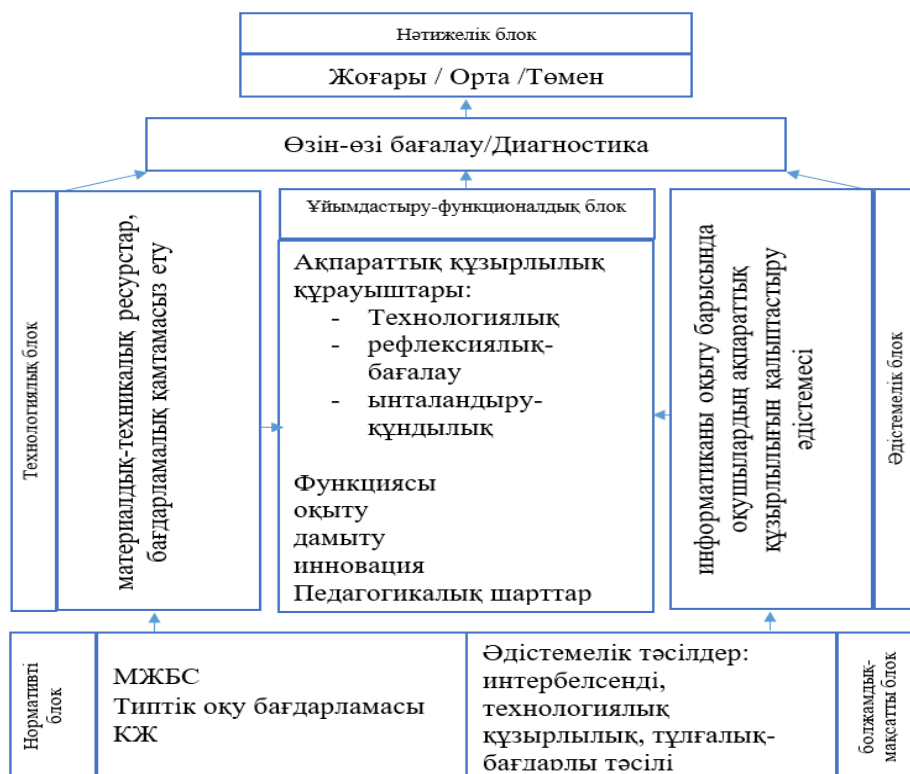 Нәтижелік блок
Жоғары / Орта /Төмен
Өзін-өзі бағалау/Диагностика
Технологиялық блок
материалдық-техникалық ресурстар,
бағдарламалық қамтамасыз ету
Ұйымдастыру-функционалдық блок
Ақпараттық құзырлылық
құрауыштары:
- Технологиялық
- рефлексиялық-
бағалау
- ынталандыру-
құндылық
Функциясы
оқыту
дамыту
инновация
Педагогикалық шарттар
информатиканы оқыту барысында
оқушылардың ақпараттық
құзырлылығын қалыптастыру
әдістемесі
Әдістемелік блок
Нормативті
блок
МЖБС
Типтік оқу бағдарламасы
КЖ
Әдістемелік тәсілдер:
интербелсенді,
технологиялық
құзырлылық, тұлғалық-
бағдарлы тәсілі
болжамдық-
мақсатты блок